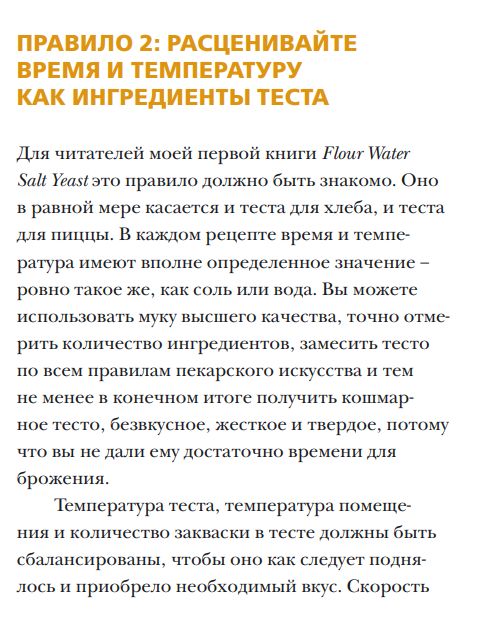 ПРАВИЛО 2: РАСЦЕНИВАЙТЕ
ВРЕМЯ И ТЕМПЕРАТУРУ
КАК ИНГРЕДИЕНТЫ ТЕСТА
Для читателей моей первой книги Flour Water
Salt Yeast это правило должно быть знакомо. Оно
в равной мере касается и теста для хлеба, и теста
для пиццы. В каждом рецепте время и темпе-
ратура имеют вполне определенное значение –
ровно такое же, как соль или вода. Вы можете
использовать муку высшего качества, точно отме-
рить количество ингредиентов, замесить тесто
по всем правилам пекарского искусства и тем
не менее в конечном итоге получить кошмар-
ное тесто, безвкусное, жесткое и твердое, потому
что вы не дали ему достаточно времени для
брожения.
Температура теста, температура помеще-
ния и количество закваски в тесте должны быть
сбалансированы, чтобы оно как следует подня-
лось и приобрело необходимый вкус. Скорость